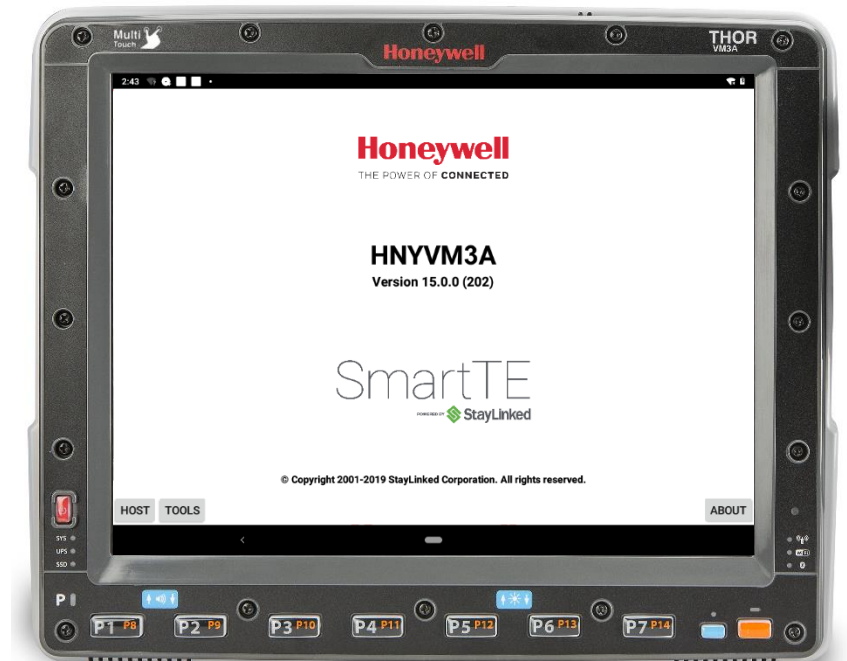 Multi
Touch
Honeywell
THOR
VM3A
2:43
Honeywell
THE POWER OF CONNECTED
HNYVM3A
Version 15.0.0 (202)
SmartTE
POWERED BY StayLinked
© Copyright 2001-2019 StayLinked Corporation. All rights reserved.
HOST TOOLS ABOUT
SYS
UPS
SSD
P
P1 P8 P2 P9 P3 P10 P4 P11 P5 P12 P6 P13 P7 P14